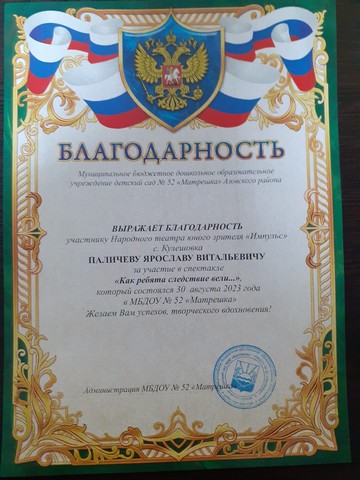 БЛАГОДАРНОСТЬ
Муниципальное бюджетное дошкольное образовательное
учреждение детский сад № 52 «Матрешка» Азовского района
ВЫРАЖАЕТ БЛАГОДАРНОСТЬ
участнику Народного театра юного зрителя «Импульс»
с. Кулешовка
ПАЛИЧЕВУ ЯРОСЛАВУ ВИТАЛЬЕВИЧУ
за участие в спектакле
«Как ребята следствие вели...»,
который состоялся 30 августа 2023 года
в МБДОУ № 52 «Матрешка»
Желаем Вам успехов, творческого вдохновения!
Администрация МБДОУ № 52 «Матрешка»